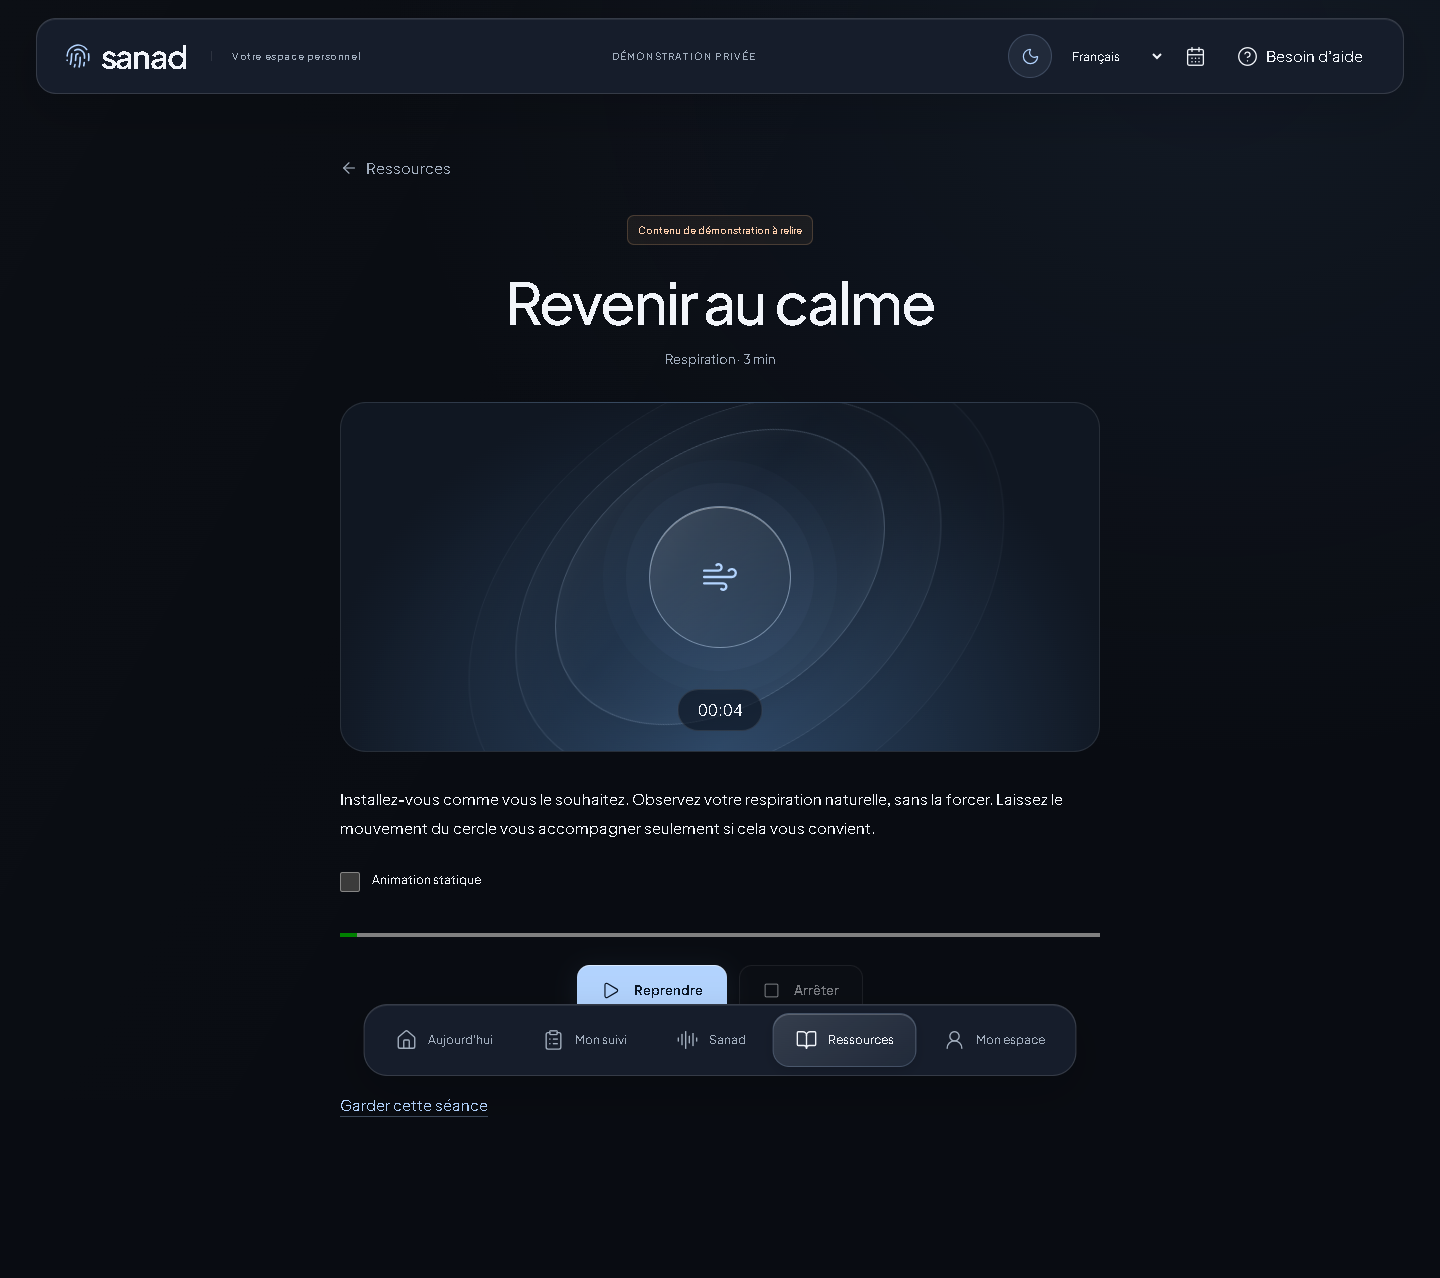 sanad
Votre espace personnel
DÉMONSTRATION PRIVÉE
Français
Besoin d’aide
Ressources
Contenu de démonstration à relire
Revenir au calme
Respiration · 3 min
00:04
Installez-vous comme vous le souhaitez. Observez votre respiration naturelle, sans la forcer. Laissez le
mouvement du cercle vous accompagner seulement si cela vous convient.
Animation statique
Reprendre
Arrêter
Aujourd’hui
Mon suivi
Sanad
Ressources
Mon espace
Garder cette séance